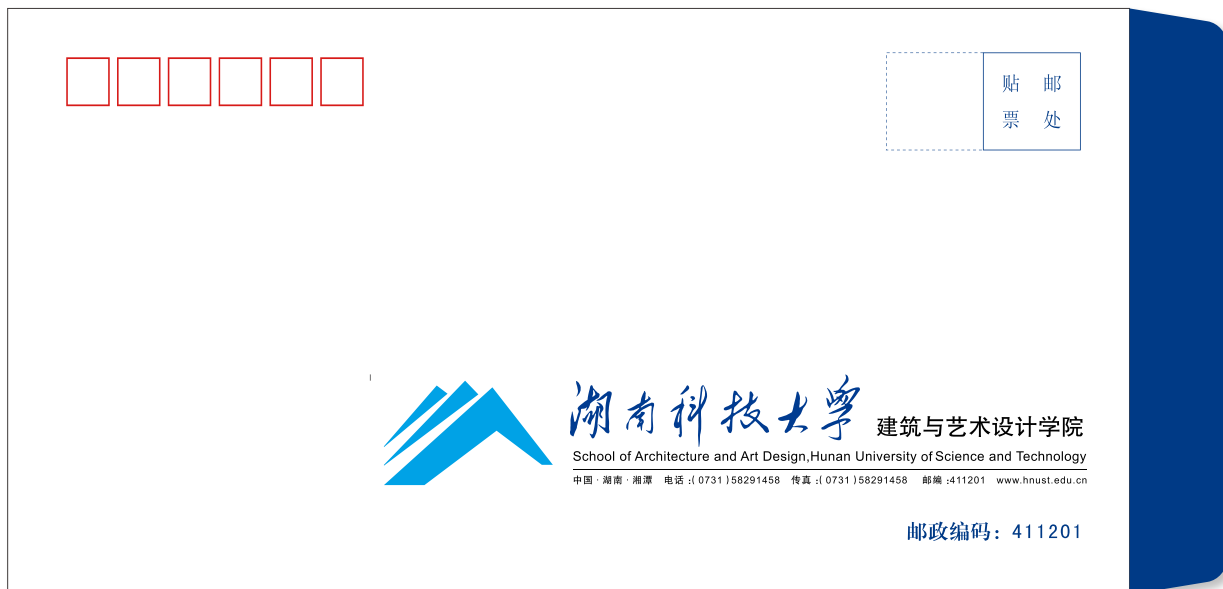 贴 邮
票 处
湖南科技大学 建筑与艺术设计学院
School of Architecture and Art Design,Hunan University of Science and Technology
中国·湖南·湘潭 电话:(0731)58291458 传真:(0731)58291458 邮编:411201 www.hnust.edu.cn
邮政编码:411201